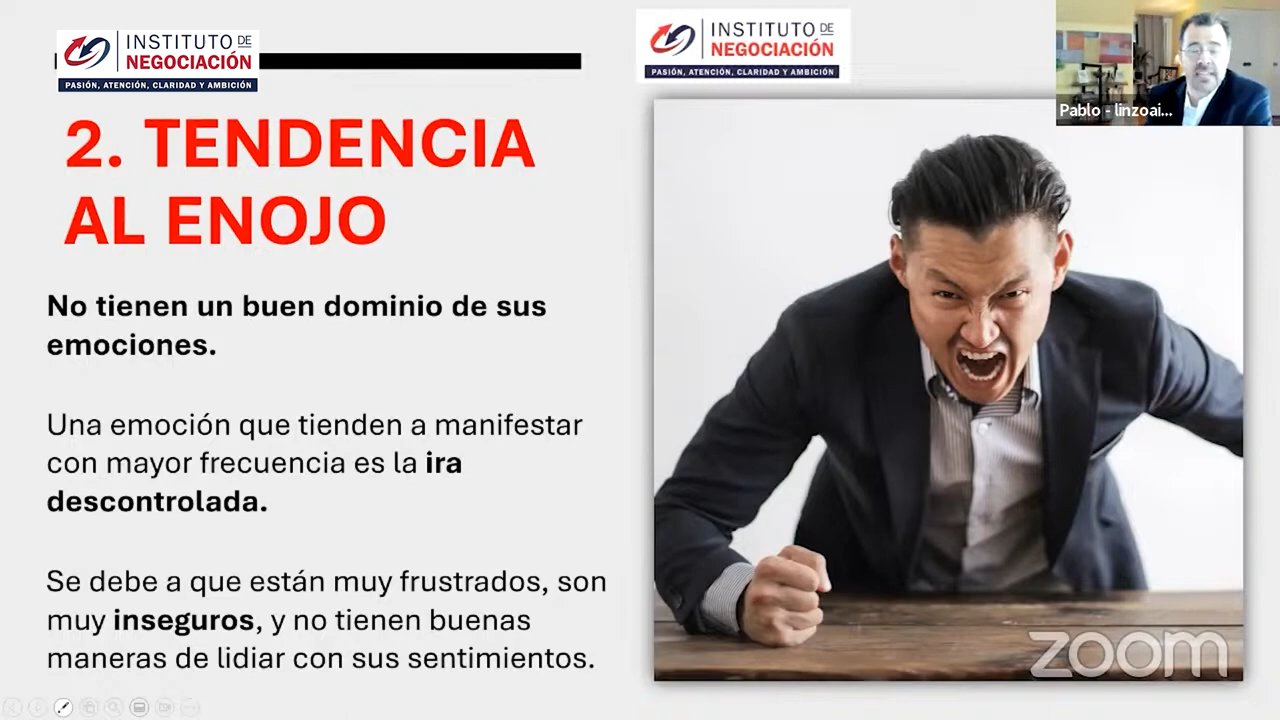 INSTITUTO DE
NEGOCIACIÓN
PASIÓN, ATENCIÓN, CLARIDAD Y AMBICIÓN
INSTITUTO DE
NEGOCIACIÓN
PASIÓN, ATENCIÓN, CLARIDAD Y AMBICIÓN
Pablo - linzoai...
2. TENDENCIA
AL ENOJO
No tienen un buen dominio de sus
emociones.
Una emoción que tienden a manifestar
con mayor frecuencia es la ira
descontrolada.
Se debe a que están muy frustrados, son
muy inseguros, y no tienen buenas
maneras de lidiar con sus sentimientos.
zoom